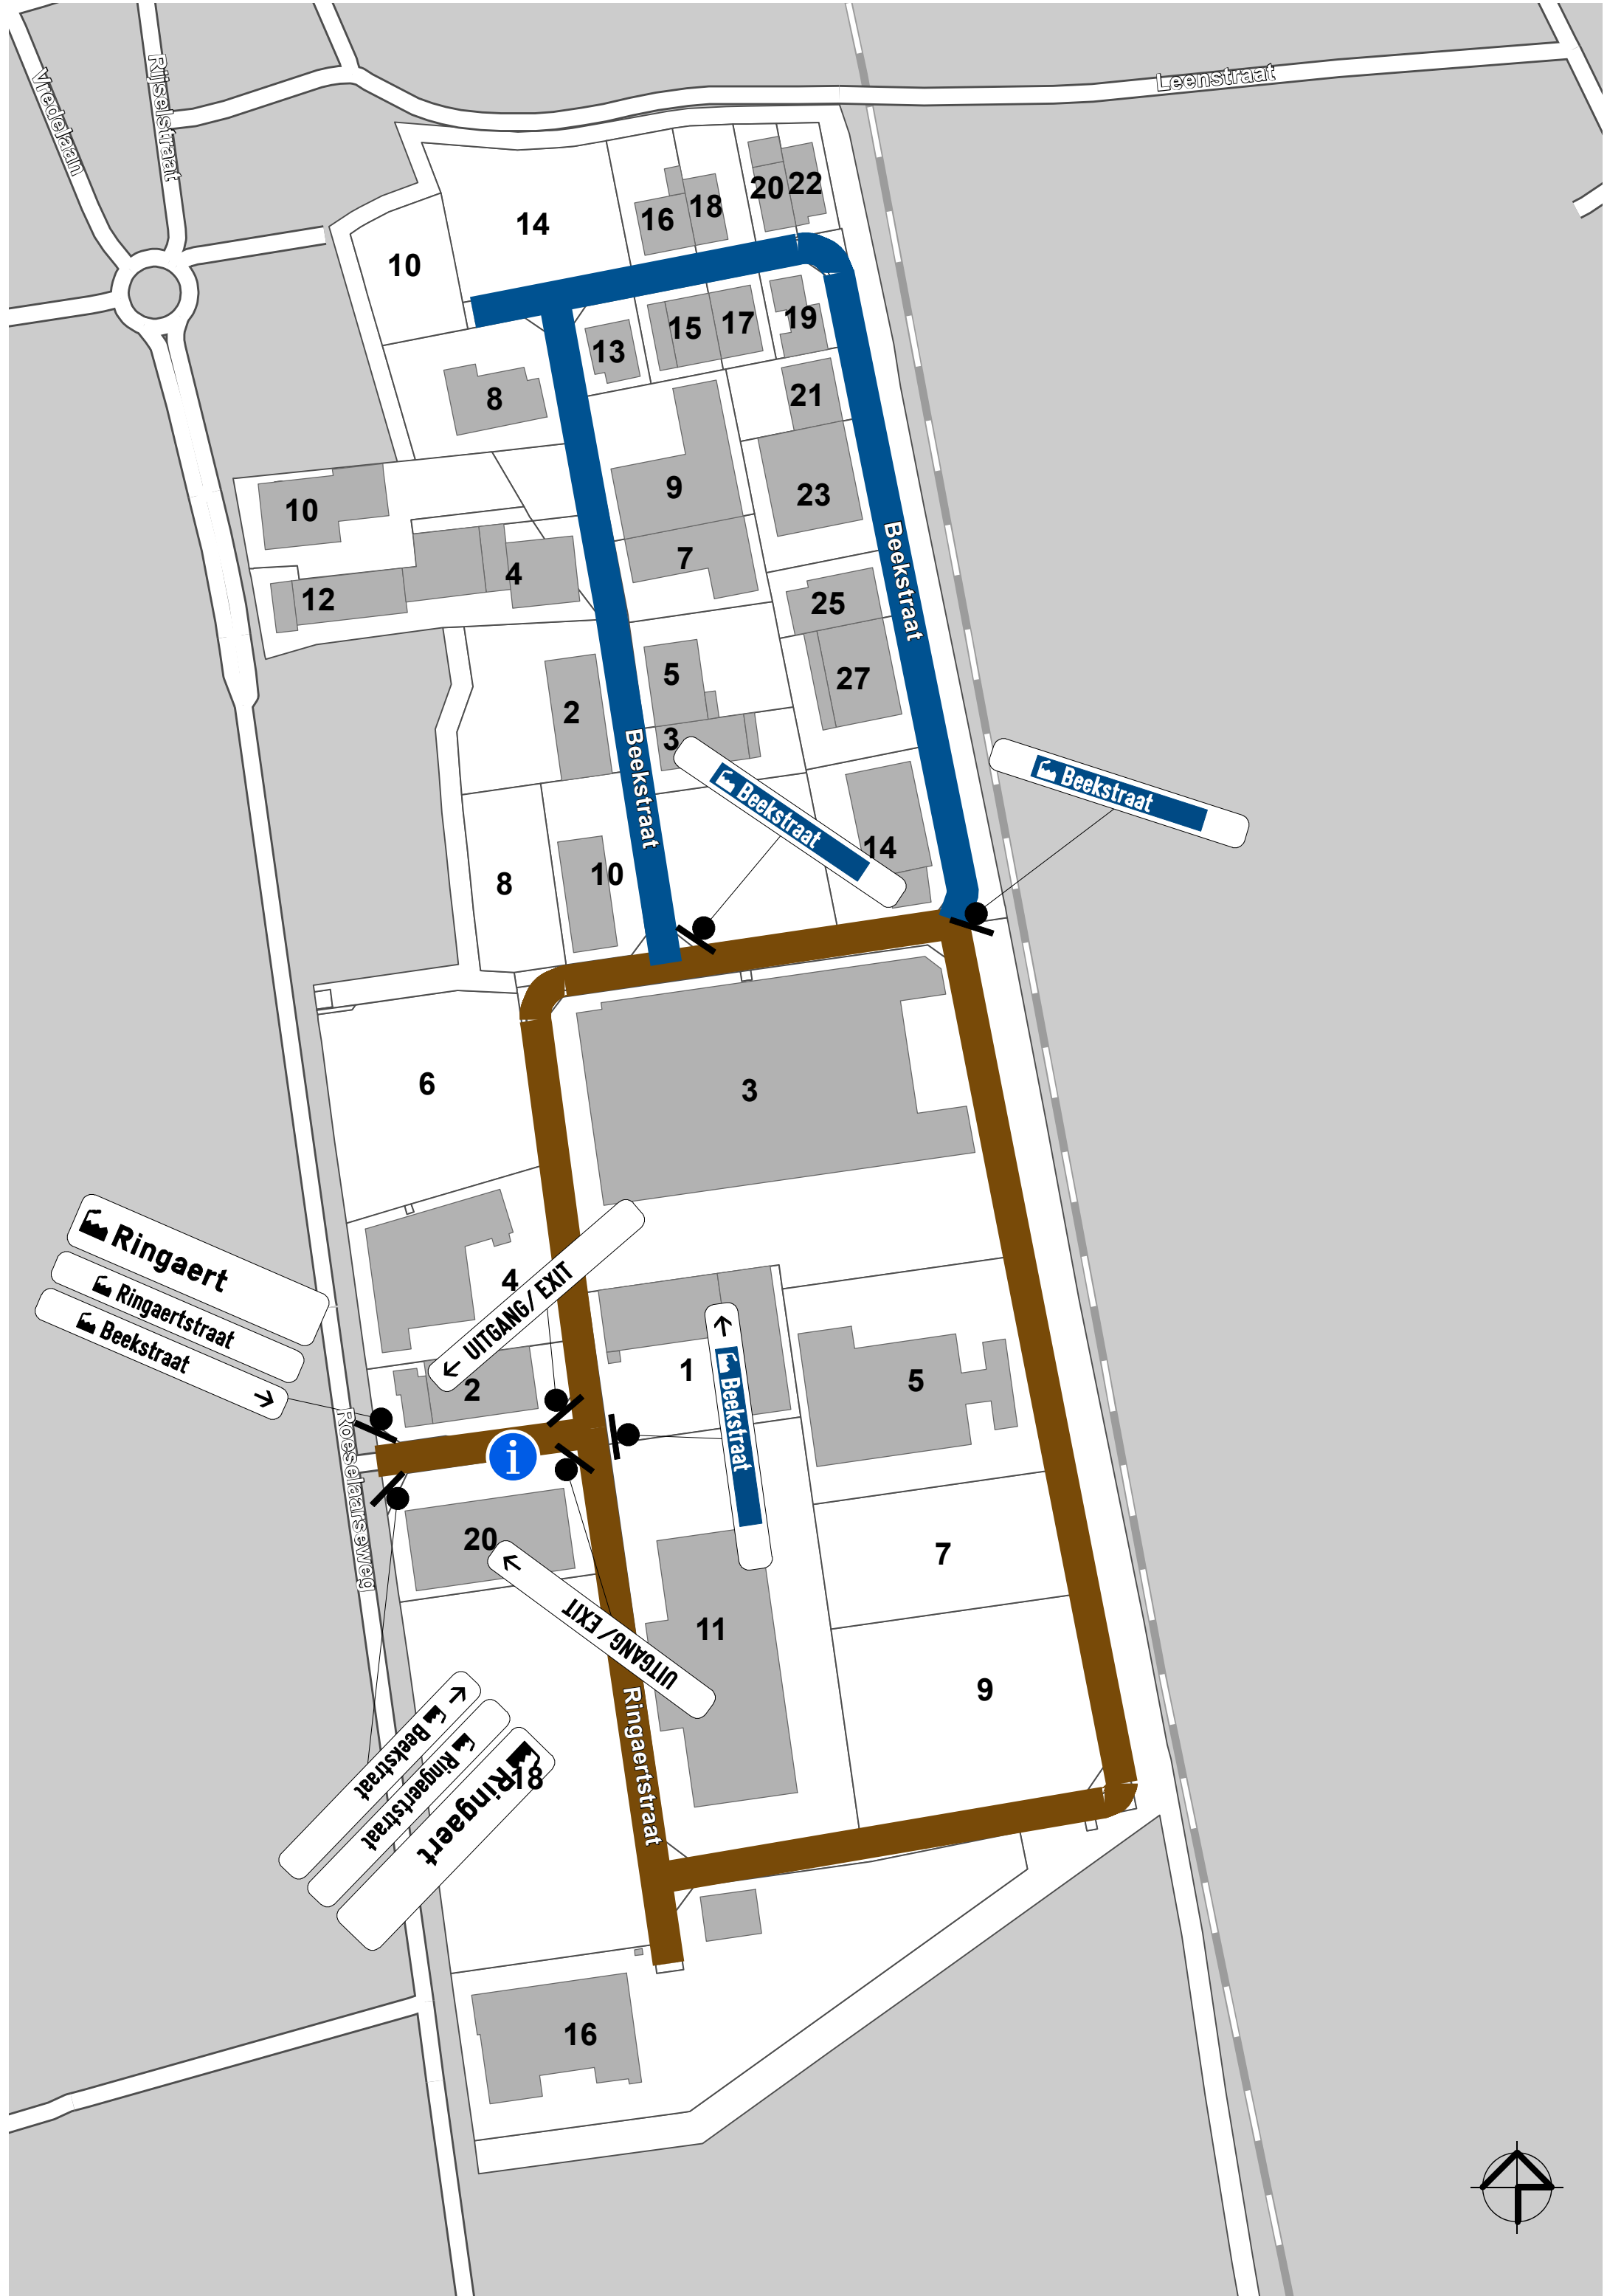 Leenstraat
Vredelaan
Rijselstraat
14
10
16
18
20
22
13
15
17
19
8
21
9
23
10
7
4
12
25
Beekstraat
5
27
2
3
Beekstraat
Beekstraat
Beekstraat
14
10
8
6
3
Ringaert
Ringaertstraat
Beekstraat
4
UITGANG/ EXIT
2
1
5
Beekstraat
i
Roeselaarseweg
20
7
UITGANG/ EXIT
11
9
Ringaertstraat
Beekstraat
Ringaertstraat
Ringaert
18
16